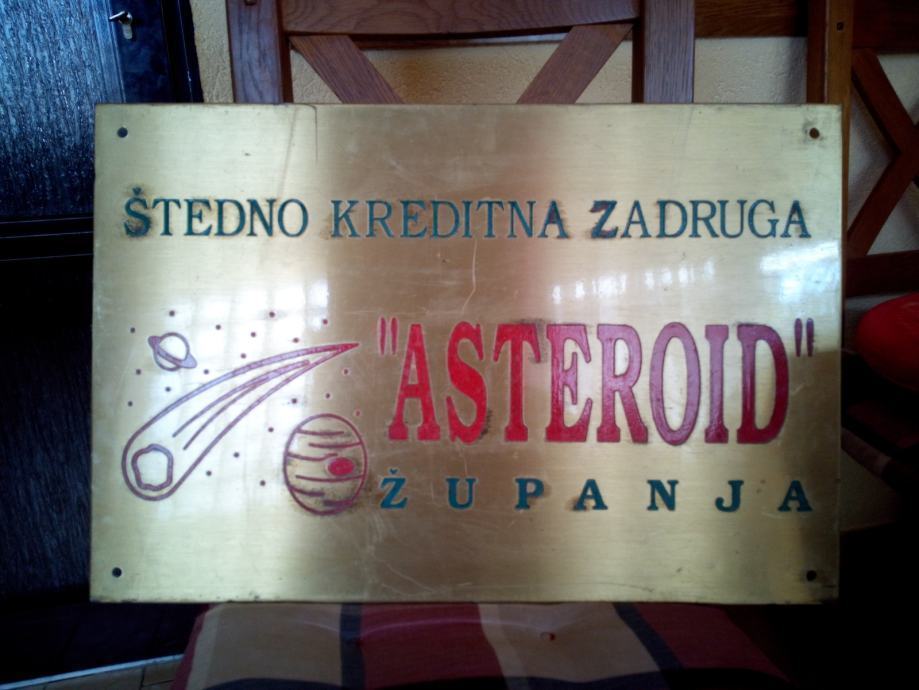 ŠTEDNO KREDITNA ZADRUGA
"ASTEROID"
ŽUPANJA